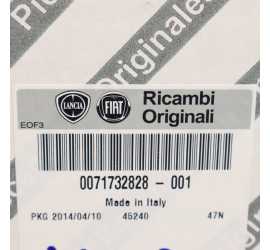 Originale
Ricambi
Originali
LANCIA
FIAT
EOF3
0071732828 - 001
Made in Italy
PKG 2014/04/10 45240 47N